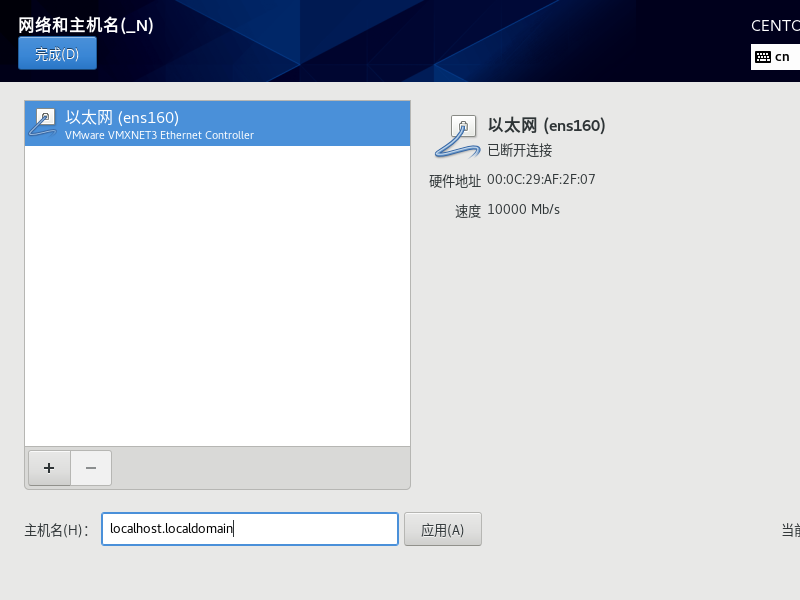 网络和主机名(_N)
CENTO
完成(D)
cn
以太网 (ens160)
VMware VMXNET3 Ethernet Controller
以太网 (ens160)
已断开连接
硬件地址 00:0C:29:AF:2F:07
速度 10000 Mb/s
+ −
主机名(H)： localhost.localdomain 应用(A) 当前